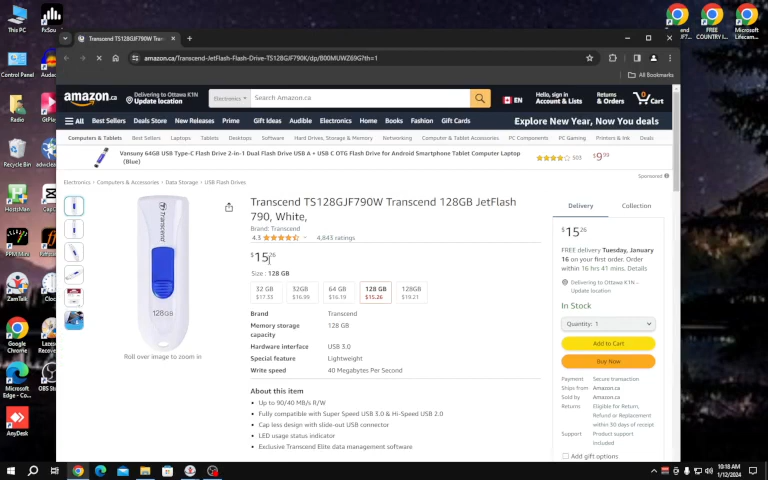 This PC
Control Panel
Radio
GtPlay
Recycle Bin
HostsMan
PPM Mini
ZamTalk
Google Chrome
Microsoft Edge
AnyDesk
FREE
Transcend TS128GJF790W Tran
amazon.ca/Transcend-JetFlash-Flash-Drive-TS128GJF790K/dp/B00MUWZ69G?th=1
All Bookmarks
amazon.ca
Delivering to Ottawa K1N
Update location
Electronics
Search Amazon.ca
EN
Hello, sign in
Account & Lists
Returns
& Orders
0
Cart
All
Best Sellers
Deals Store
New Releases
Prime
Gift Ideas
Audible
Electronics
Home
Books
Fashion
Gift Cards
Explore New Year, Now You deals
Computers & Tablets
Best Sellers
Laptops
Tablets
Desktops
Software
Hard Drives, Storage & Memory
Networking
Computer & Tablet Accessories
PC Components
PC Gaming
Printers & Ink
Deals
Vansuny 64GB USB Type-C Flash Drive 2-in-1 Dual Flash Drive USB A + USB C OTG Flash Drive for Android Smartphone Tablet Computer Laptop
(Blue)
503
$9.99
Sponsored
Electronics › Computers & Accessories › Data Storage › USB Flash Drives
Transcend
128GB
Roll over image to zoom in
Transcend TS128GJF790W Transcend 128GB JetFlash
790, White,
Brand: Transcend
4.3
4,843 ratings
$15.26
Size : 128 GB
32 GB
$17.33
32GB
$16.99
64 GB
$16.19
128 GB
$15.26
128GB
$19.21
Brand
Transcend
Memory storage
capacity
128 GB
Hardware interface
USB 3.0
Special feature
Lightweight
Write speed
40 Megabytes Per Second
About this item
• Up to 90/40 MB/s R/W
• Fully compatible with Super Speed USB 3.0 & Hi-Speed USB 2.0
• Cap less design with slide-out USB connector
• LED usage status indicator
• Exclusive Transcend Elite data management software
Delivery
Collection
$15.26
FREE delivery Tuesday, January
16 on your first order. Order
within 16 hrs 41 mins. Details
Delivering to Ottawa K1N -
Update location
In Stock
Quantity: 1
Add to Cart
Buy Now
Payment
Secure transaction
Ships from
Amazon.ca
Sold by
Amazon.ca
Returns
Eligible for Return,
Refund or Replacement
within 30 days of receipt
Support
Product support
included
Add gift options
10:18 AM
1/12/2024